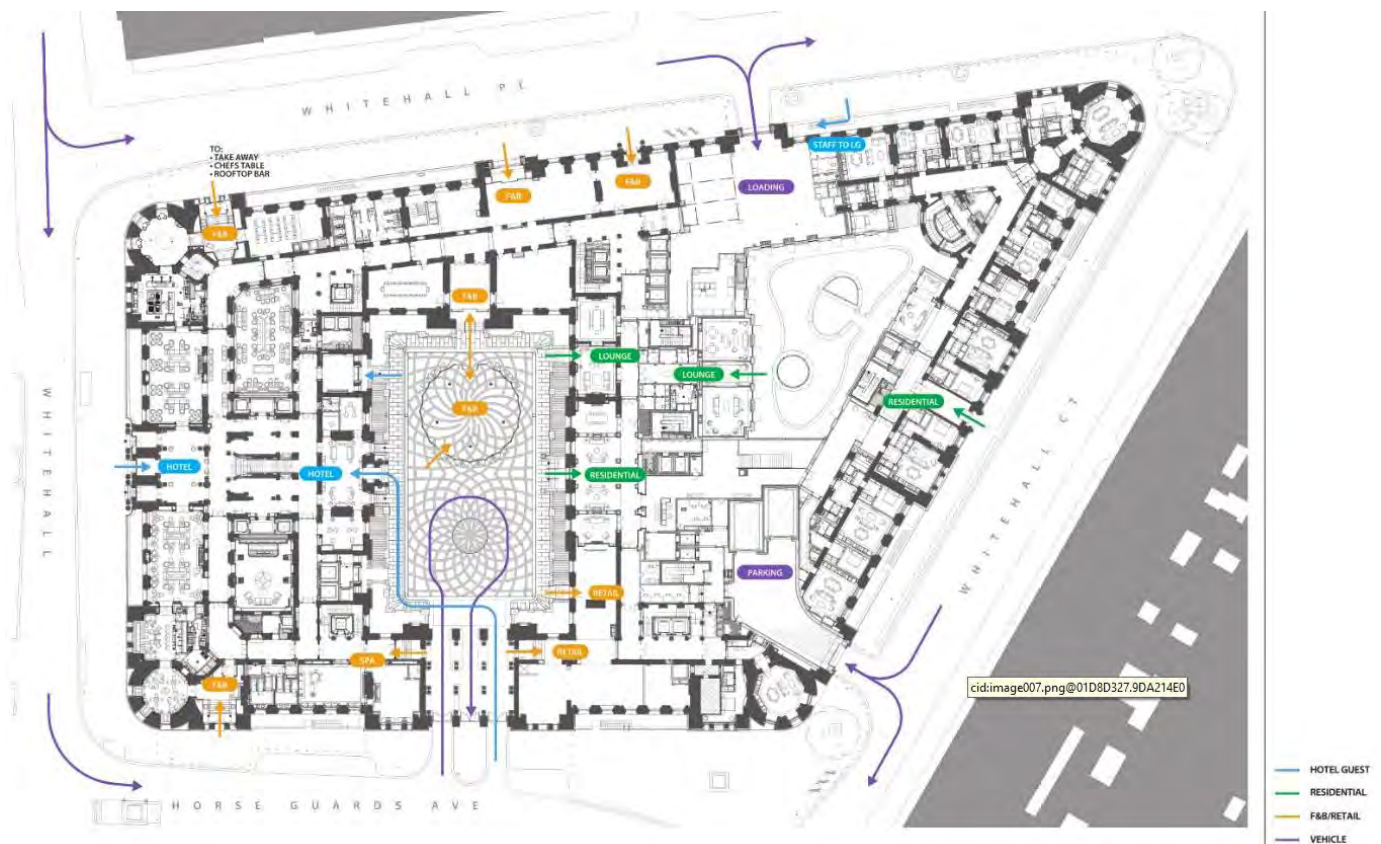 WHITEHALL PL
TO:
• TAKE AWAY
• CHEFS TABLE
• ROOFTOP BAR
STAFF TO LG
LOADING
F&B
F&B
F&B
F&B
LOUNGE
LOUNGE
F&B
RESIDENTIAL
HOTEL
HOTEL
RESIDENTIAL
WHITEHALL
WHITEHALL CT
PARKING
RETAIL
SPA
RETAIL
F&B
cid:image007.png@01D8D327.9DA214E0
HORSE GUARDS AVE
HOTEL GUEST
RESIDENTIAL
F&B/RETAIL
VEHICLE